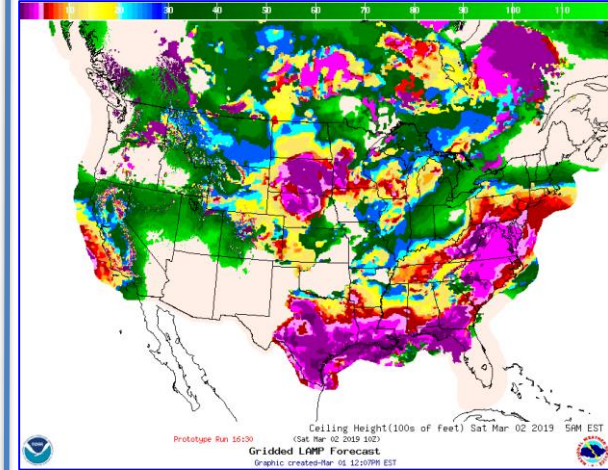 10 20 30 40 50 60 70 80 90 100 110
Ceiling Height(100s of feet) Sat Mar 02 2019 5AM EST
Prototype Run 16:30 (Sat Mar 02 2019 10Z)
Gridded LAMP Forecast
Graphic created-Mar 01 12:07PM EST